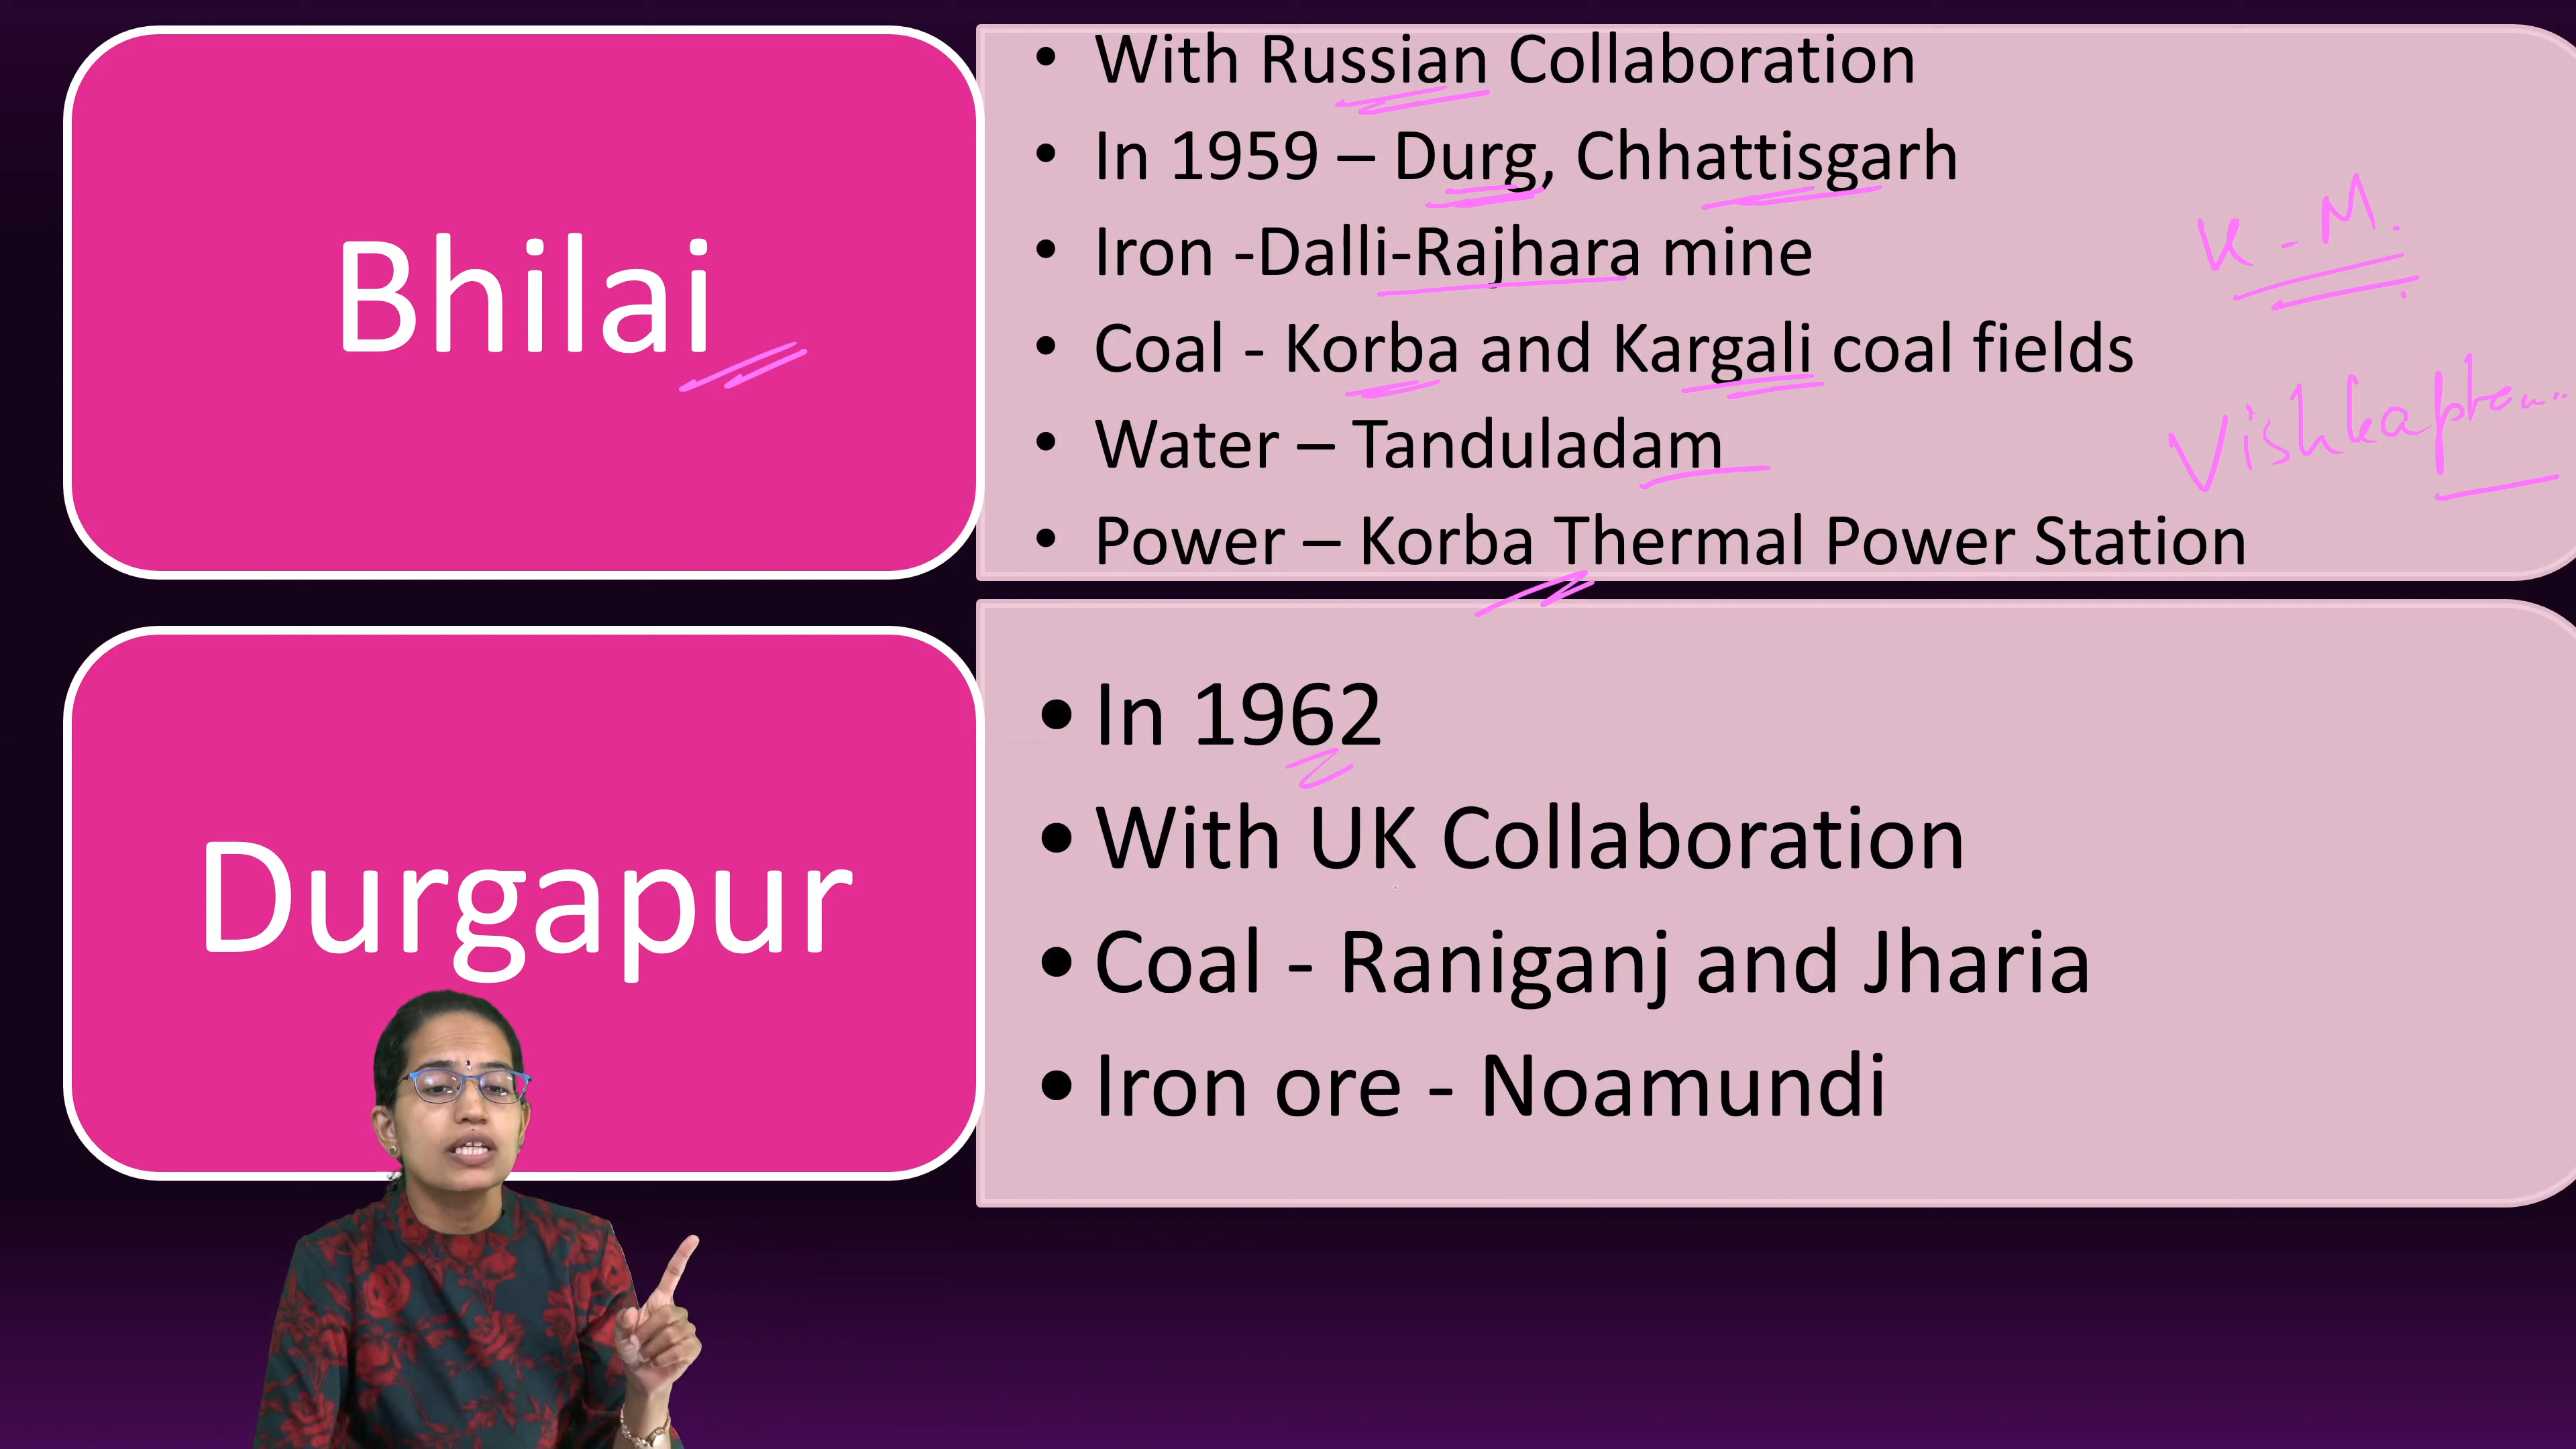 Bhilai
• With Russian Collaboration
• In 1959 – Durg, Chhattisgarh
• Iron -Dalli-Rajhara mine
• Coal - Korba and Kargali coal fields
• Water – Tanduladam
• Power – Korba Thermal Power Station
K - M.
Durgapur
• In 1962
• With UK Collaboration
• Coal - Raniganj and Jharia
• Iron ore - Noamundi